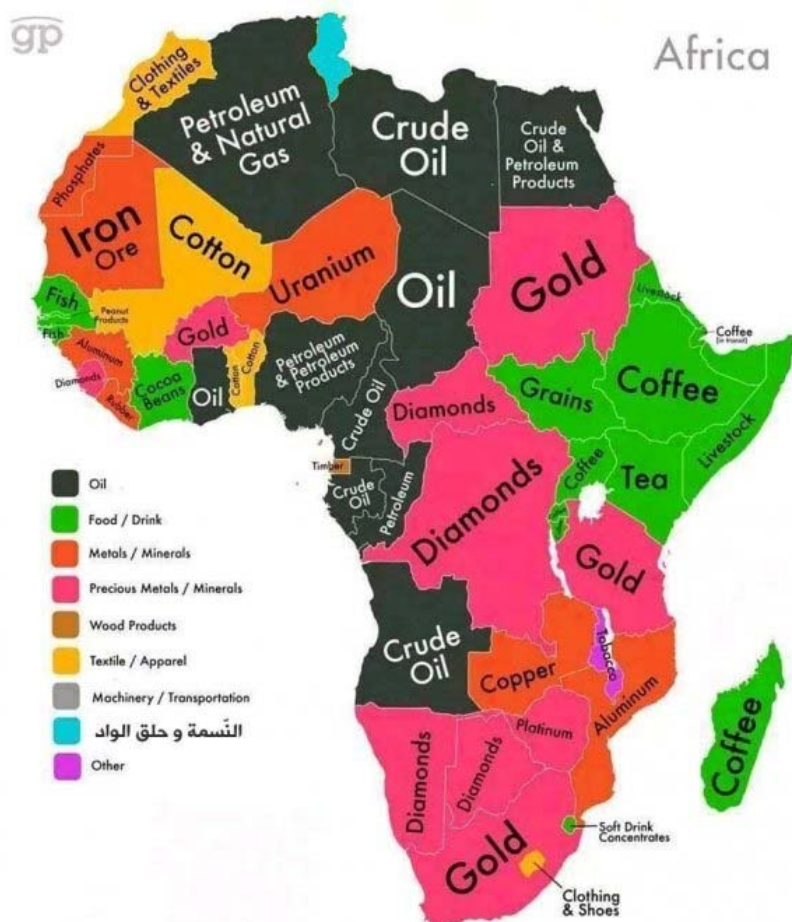 gp
Africa
Clothing
& Textiles
Petroleum
& Natural
Gas
Crude
Oil
Crude
Oil &
Petroleum
Products
Phosphates
Iron
Ore
Cotton
Uranium
Oil
Gold
Fish
Peanut
Products
Fish
Gold
Livestock
Coffee
(in transit)
Aluminum
Diamonds
Rubber
Cocoa
Beans
Oil
Cotton
Cotton
Petroleum
& Petroleum
Products
Crude Oil
Diamonds
Grains
Coffee
Livestock
Timber
Crude
Oil
Petroleum
Diamonds
Coffee
Tea
Gold
Crude
Oil
Copper
Tobacco
Aluminum
Diamonds
Diamonds
Platinum
Coffee
Gold
Soft Drink
Concentrates
Clothing
& Shoes
Oil
Food / Drink
Metals / Minerals
Precious Metals / Minerals
Wood Products
Textile / Apparel
Machinery / Transportation
النّسمة و حلق الواد
Other